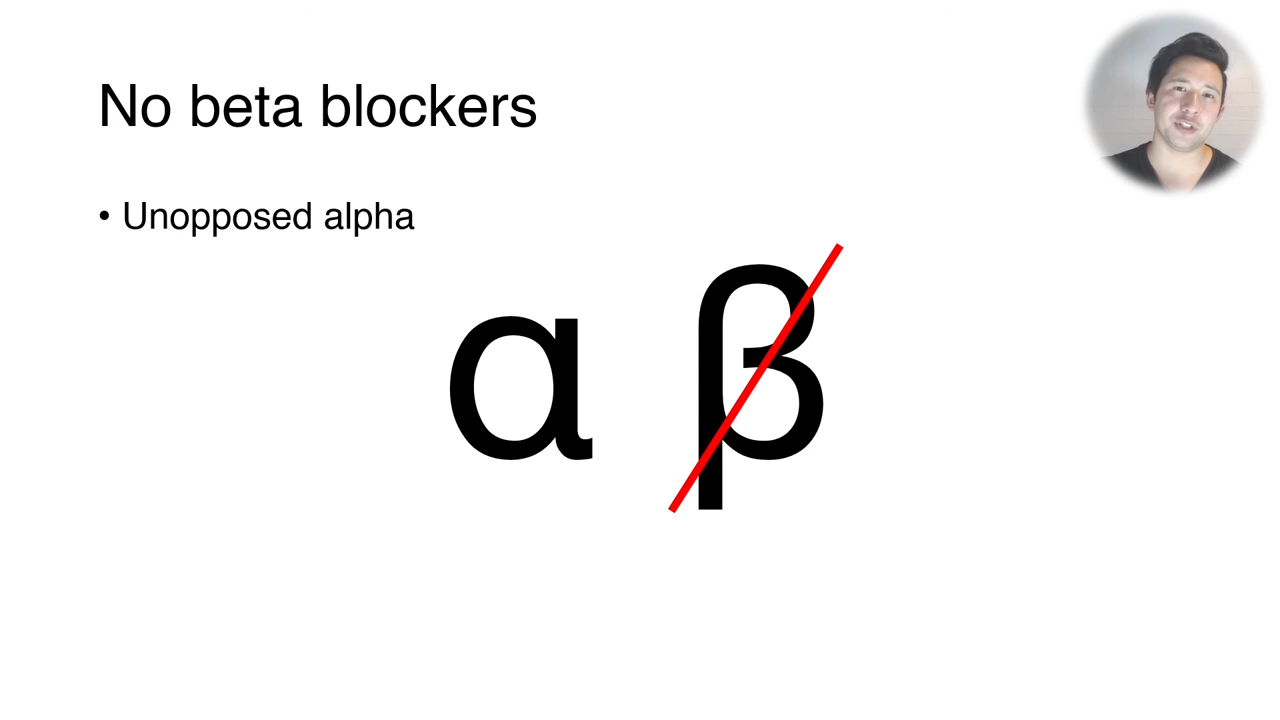 No beta blockers
• Unopposed alpha
α β